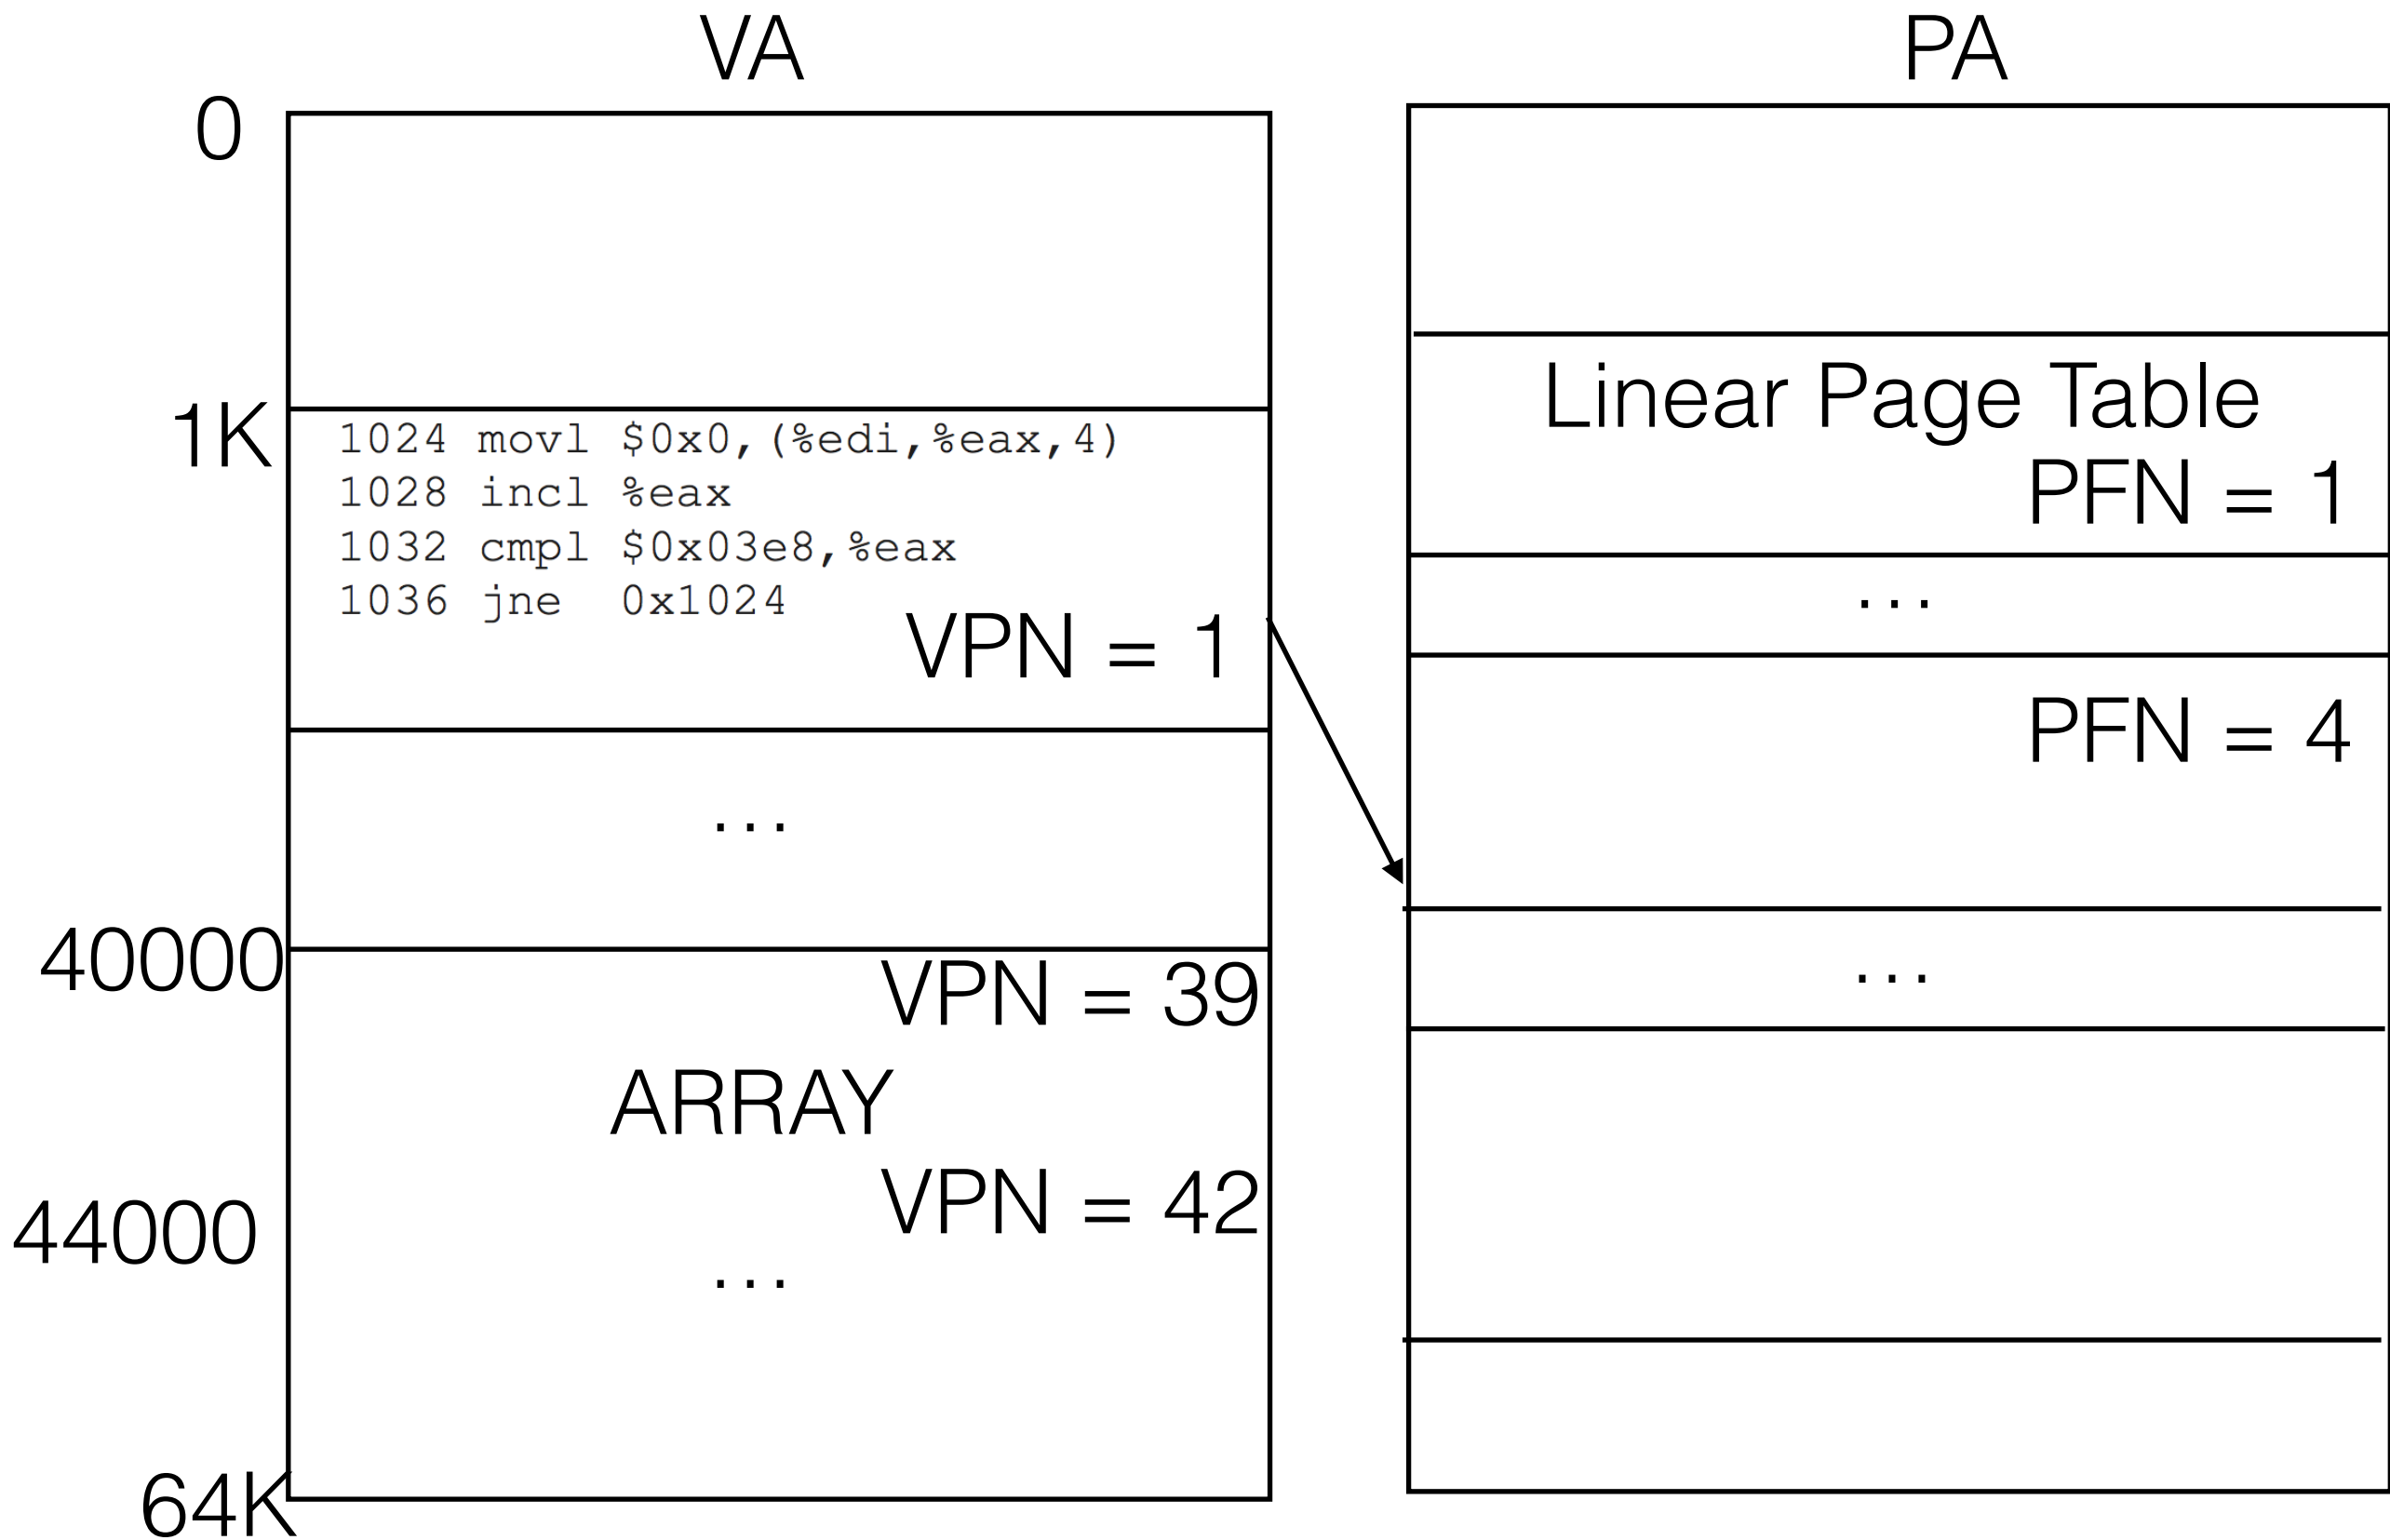 VA
PA
0
1K
1024 movl $0x0,(%edi,%eax,4)
1028 incl %eax
1032 cmpl $0x03e8,%eax
1036 jne 0x1024
VPN = 1
...
40000
VPN = 39
ARRAY
VPN = 42
44000
...
64K
Linear Page Table
PFN = 1
...
PFN = 4
...